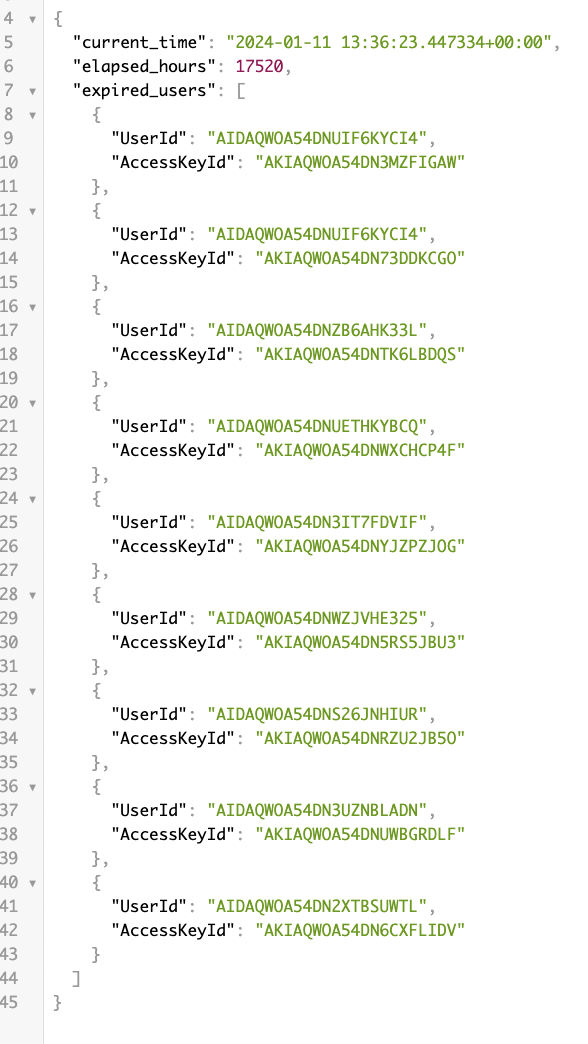 4 ▾ {
5 "current_time": "2024-01-11 13:36:23.447334+00:00",
6 "elapsed_hours": 17520,
7 ▾ "expired_users": [
8 ▾ {
9 "UserId": "AIDAQWOA54DNUIF6KYCI4",
10 "AccessKeyId": "AKIAQWOA54DN3MZFIGAW"
11 },
12 ▾ {
13 "UserId": "AIDAQWOA54DNUIF6KYCI4",
14 "AccessKeyId": "AKIAQWOA54DN73DDKCGO"
15 },
16 ▾ {
17 "UserId": "AIDAQWOA54DNZB6AHK33L",
18 "AccessKeyId": "AKIAQWOA54DNTK6LBDQS"
19 },
20 ▾ {
21 "UserId": "AIDAQWOA54DNUETHKYBCQ",
22 "AccessKeyId": "AKIAQWOA54DNWXCHCP4F"
23 },
24 ▾ {
25 "UserId": "AIDAQWOA54DN3IT7FDVIF",
26 "AccessKeyId": "AKIAQWOA54DNYJZPZJOG"
27 },
28 ▾ {
29 "UserId": "AIDAQWOA54DNWZJVHE325",
30 "AccessKeyId": "AKIAQWOA54DN5RS5JBU3"
31 },
32 ▾ {
33 "UserId": "AIDAQWOA54DNS26JNHIUR",
34 "AccessKeyId": "AKIAQWOA54DNRZU2JB5O"
35 },
36 ▾ {
37 "UserId": "AIDAQWOA54DN3UZNBLADN",
38 "AccessKeyId": "AKIAQWOA54DNUWBGRDLF"
39 },
40 ▾ {
41 "UserId": "AIDAQWOA54DN2XTBSUWTL",
42 "AccessKeyId": "AKIAQWOA54DN6CXFLIDV"
43 }
44 ]
45 }